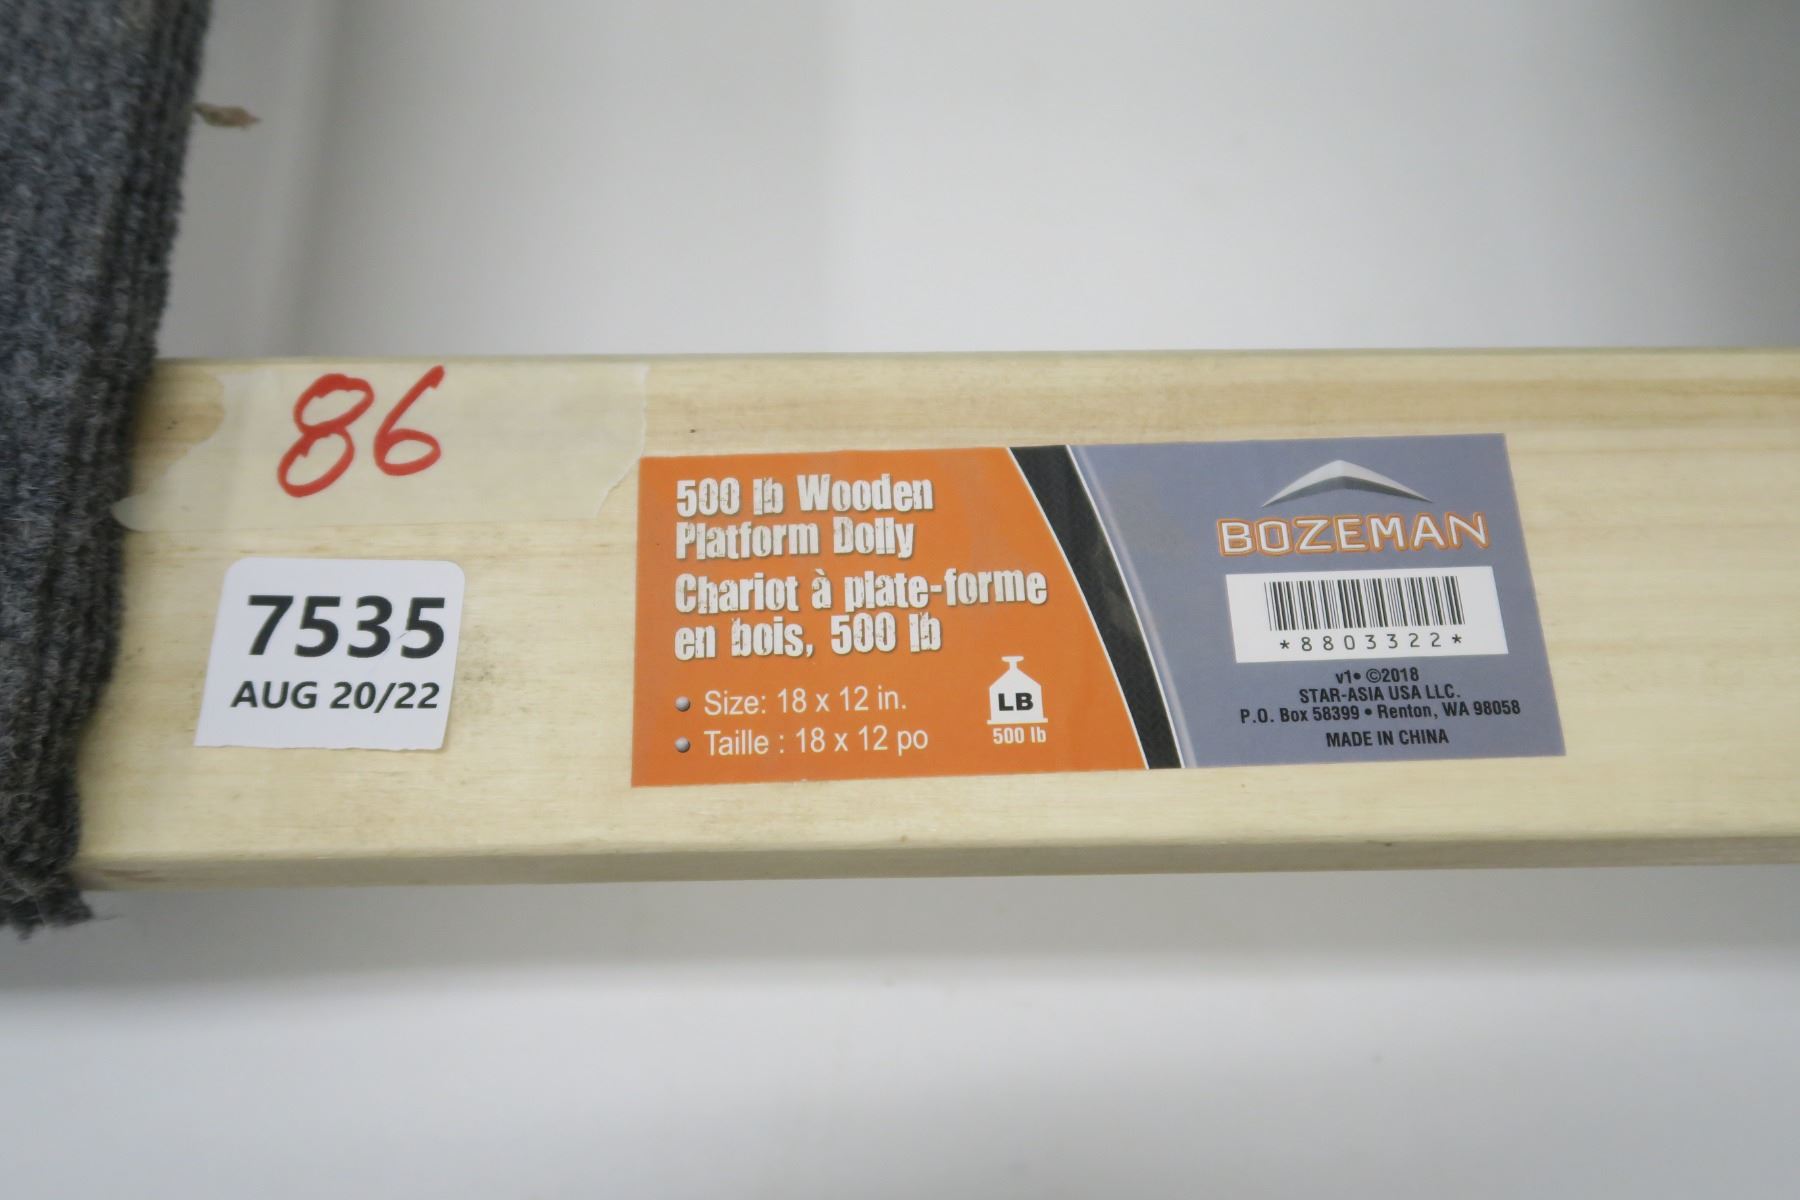 86
7535
AUG 20/22
500 lb Wooden
Platform Dolly
Chariot à plate-forme
en bois, 500 lb
Size: 18 x 12 in.
Taille : 18 x 12 po
LB
500 lb
BOZEMAN
*8803322*
v1• ©2018
STAR-ASIA USA LLC.
P.O. Box 58399 • Renton, WA 98058
MADE IN CHINA